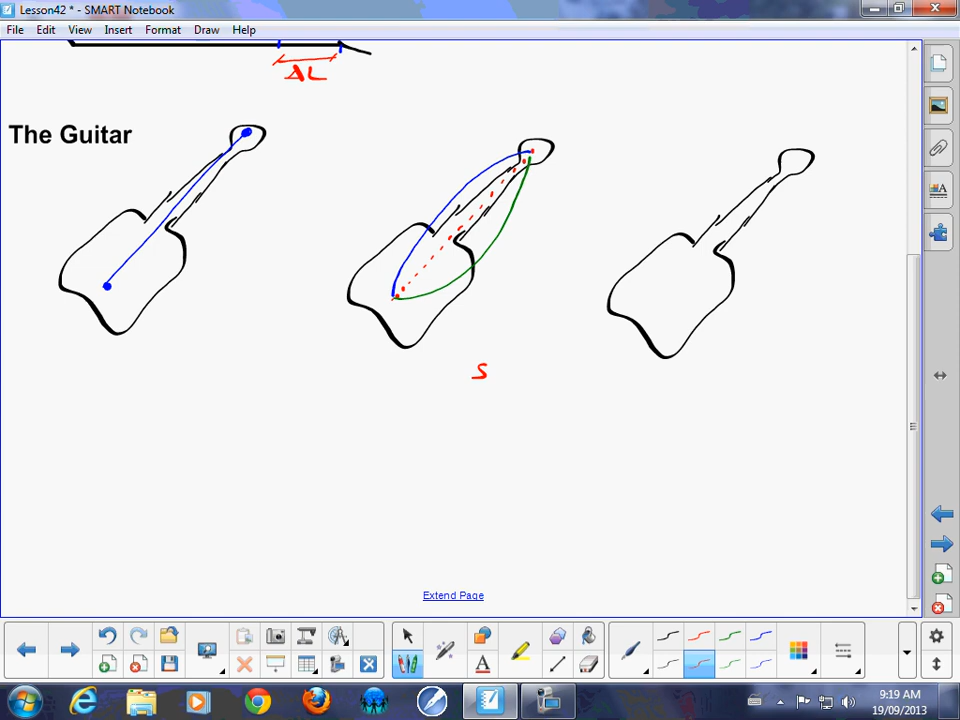 Lesson42 * - SMART Notebook
File Edit View Insert Format Draw Help
ΔL
The Guitar
S
Extend Page
9:19 AM
19/09/2013